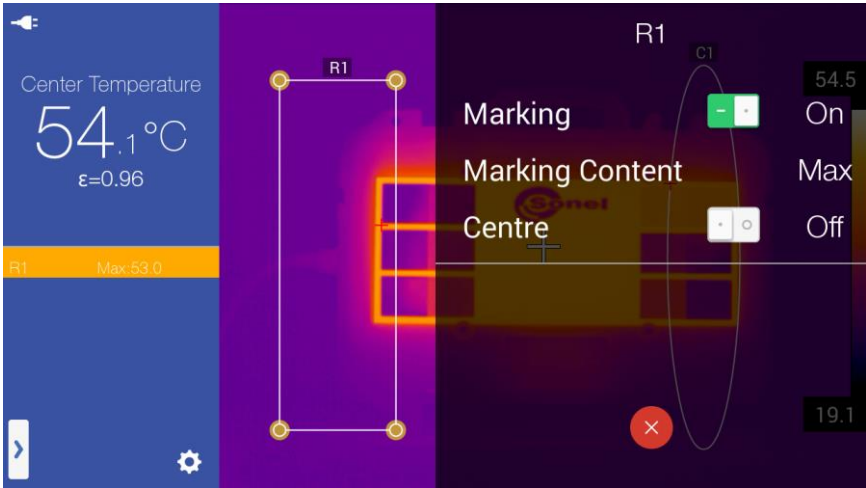 Center Temperature
54.1°C
ε=0.96
R1 Max:53.0
R1
R1
C1
54.5
Marking On
Marking Content Max
Sonel
Centre Off
19.1